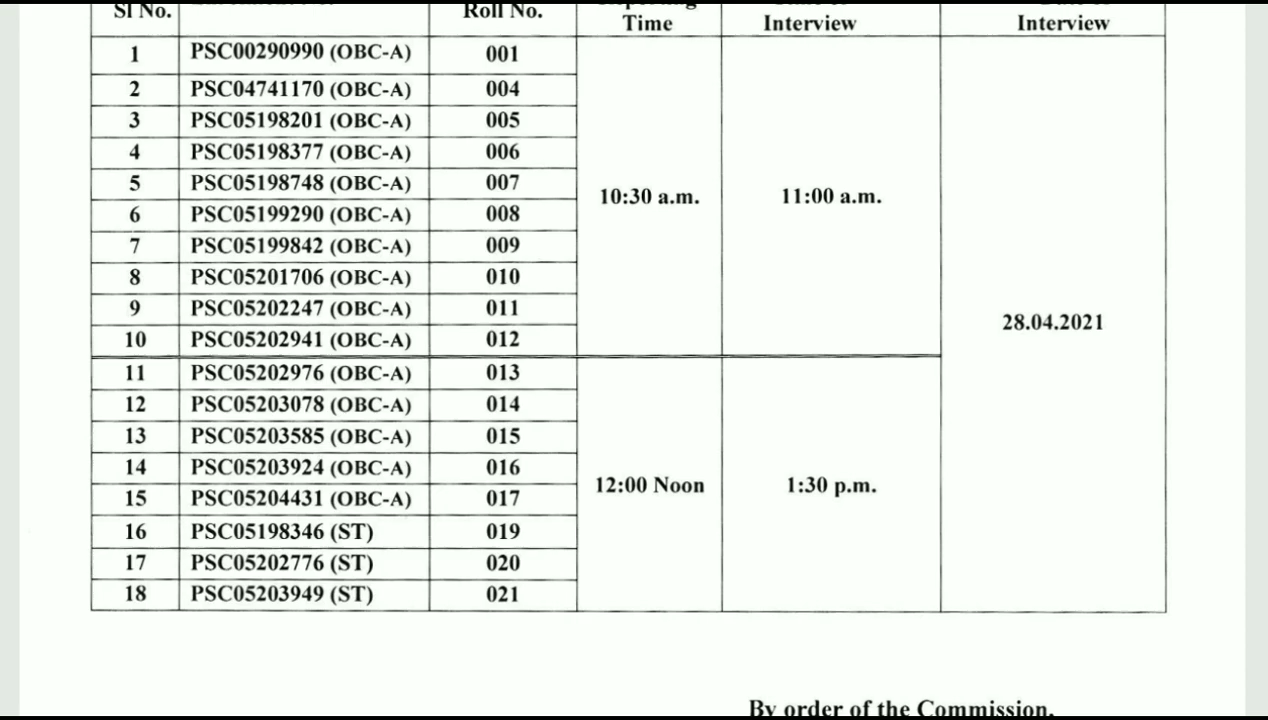 Sl No. Roll No. Time Interview Interview
1 PSC00290990 (OBC-A) 001
2 PSC04741170 (OBC-A) 004
3 PSC05198201 (OBC-A) 005
4 PSC05198377 (OBC-A) 006
5 PSC05198748 (OBC-A) 007
10:30 a.m. 11:00 a.m.
6 PSC05199290 (OBC-A) 008
7 PSC05199842 (OBC-A) 009
8 PSC05201706 (OBC-A) 010
9 PSC05202247 (OBC-A) 011
28.04.2021
10 PSC05202941 (OBC-A) 012
11 PSC05202976 (OBC-A) 013
12 PSC05203078 (OBC-A) 014
13 PSC05203585 (OBC-A) 015
14 PSC05203924 (OBC-A) 016
12:00 Noon 1:30 p.m.
15 PSC05204431 (OBC-A) 017
16 PSC05198346 (ST) 019
17 PSC05202776 (ST) 020
18 PSC05203949 (ST) 021
By order of the Commission,